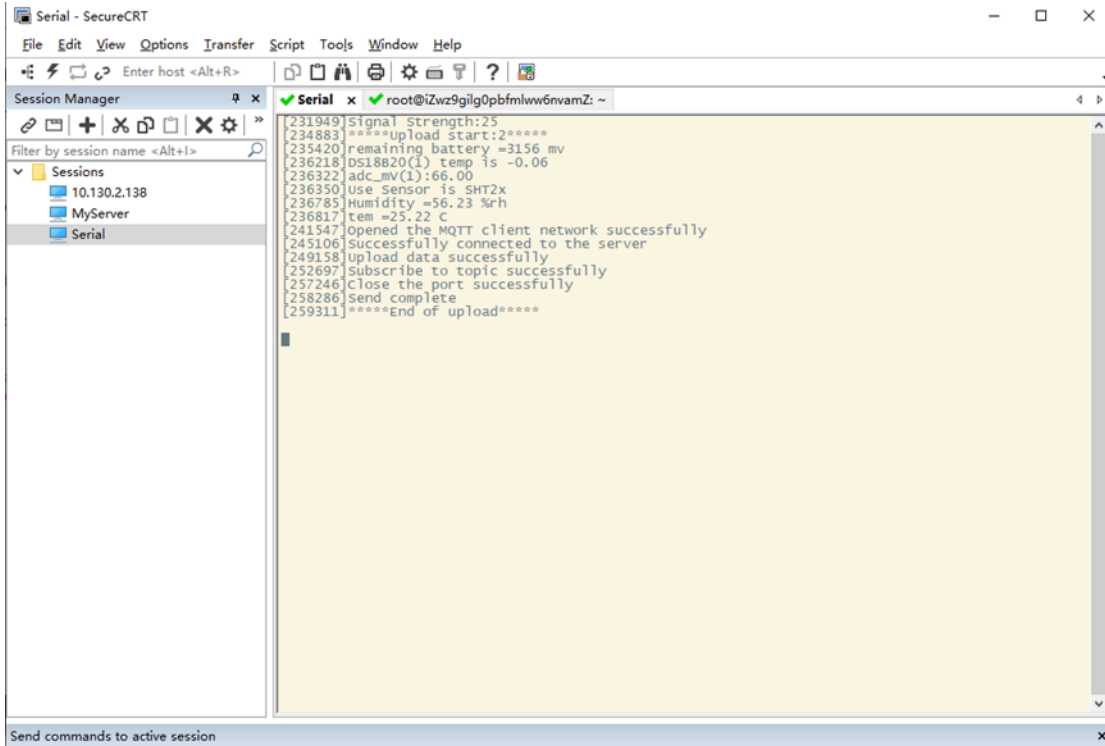 Serial - SecureCRT
File Edit View Options Transfer Script Tools Window Help
Enter host <Alt+R>
Session Manager
Serial
root@iZwz9gilg0pbfmlww6nvamZ: ~
Filter by session name <Alt+I>
Sessions
10.130.2.138
MyServer
Serial
[231949]Signal Strength:25
[234883]*****Upload start:2*****
[235420]remaining battery =3156 mv
[236218]DS18B20(1) temp is -0.06
[236322]adc_mv(1):66.00
[236350]Use Sensor is SHT2x
[236785]Humidity =56.23 %rh
[236817]tem =25.22 C
[241547]Opened the MQTT client network successfully
[245106]Successfully connected to the server
[249158]Upload data successfully
[252697]Subscribe to topic successfully
[257246]Close the port successfully
[258286]Send complete
[259311]*****End of upload*****
Send commands to active session